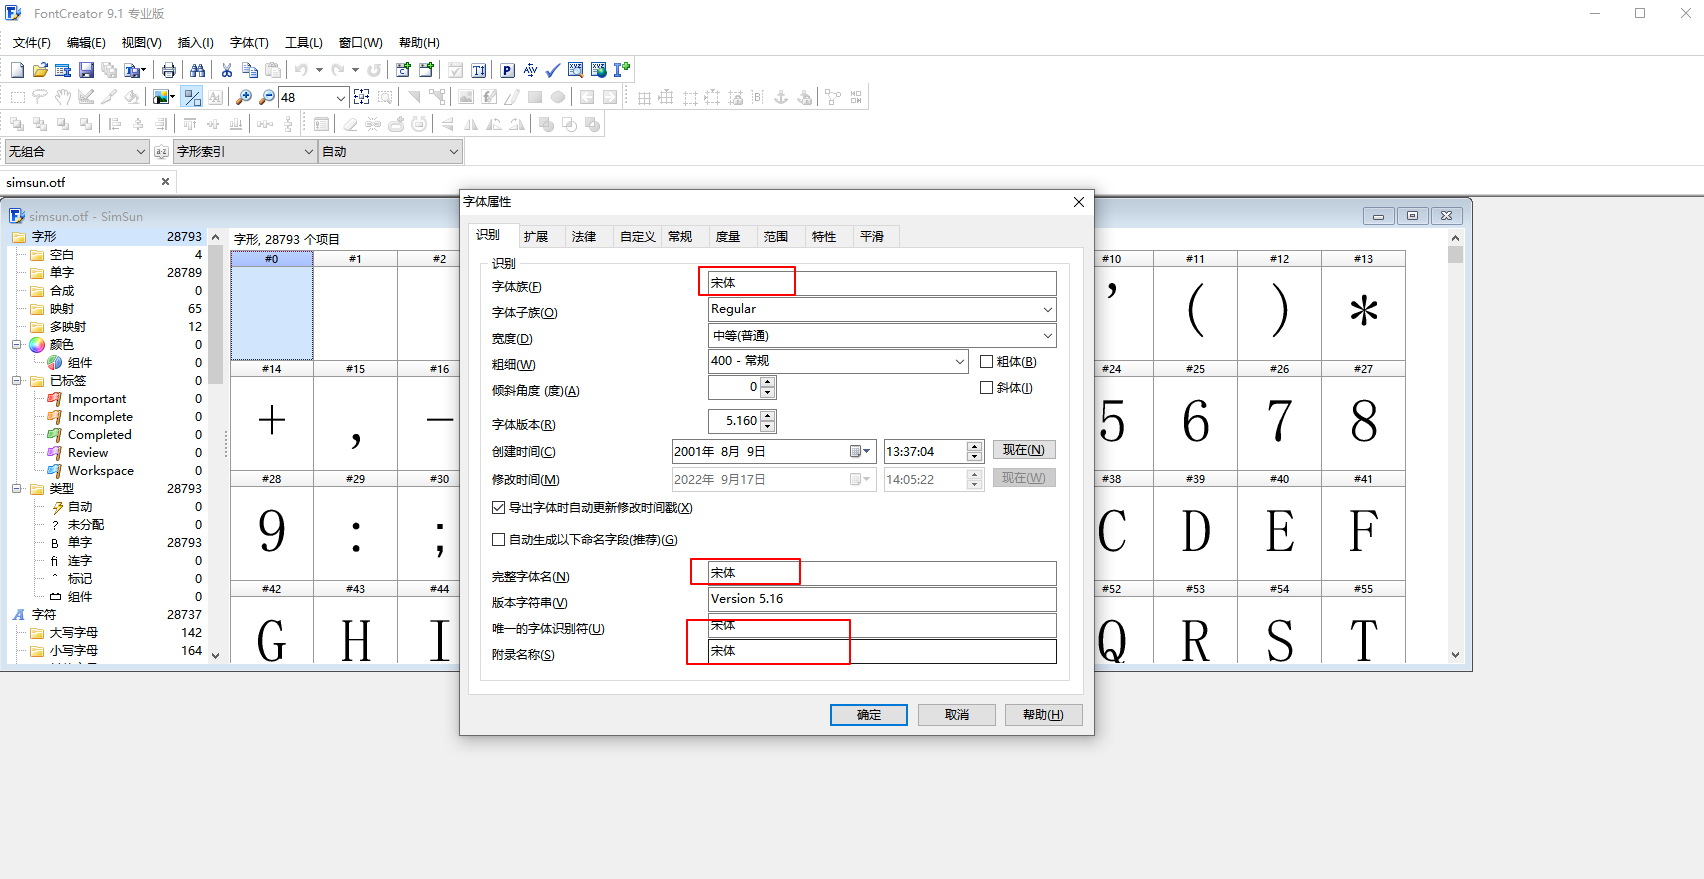 FontCreator 9.1 专业版
文件(F) 编辑(E) 视图(V) 插入(I) 字体(T) 工具(L) 窗口(W) 帮助(H)
48
无组合 字形索引 自动
simsun.otf
simsun.otf - SimSun
字形 28793
空白 4
单字 28789
合成 0
映射 65
多映射 12
颜色 0
组件 0
已标签 0
Important 0
Incomplete 0
Completed 0
Review 0
Workspace 0
类型 28793
自动 0
未分配 0
单字 28793
连字 0
标记 0
组件 0
字符 28737
大写字母 142
小写字母 164
字形, 28793 个项目
#0 #1 #2
#14 #15 #16
+ , −
#28 #29 #30
9 : ;
#42 #43 #44
G H I
字体属性
识别 扩展 法律 自定义 常规 度量 范围 特性 平滑
识别
字体族(F) 宋体
字体子族(O) Regular
宽度(D) 中等(普通)
粗细(W) 400 - 常规 粗体(B)
倾斜角度 (度)(A) 0 斜体(I)
字体版本(R) 5.160
创建时间(C) 2001年 8月 9日 13:37:04 现在(N)
修改时间(M) 2022年 9月17日 14:05:22 现在(W)
导出字体时自动更新修改时间戳(X)
自动生成以下命名字段(推荐)(G)
完整字体名(N) 宋体
版本字符串(V) Version 5.16
唯一的字体识别符(U) 宋体
附录名称(S) 宋体
确定 取消 帮助(H)
#10 #11 #12 #13
’ ( ) *
#24 #25 #26 #27
5 6 7 8
#38 #39 #40 #41
C D E F
#52 #53 #54 #55
Q R S T